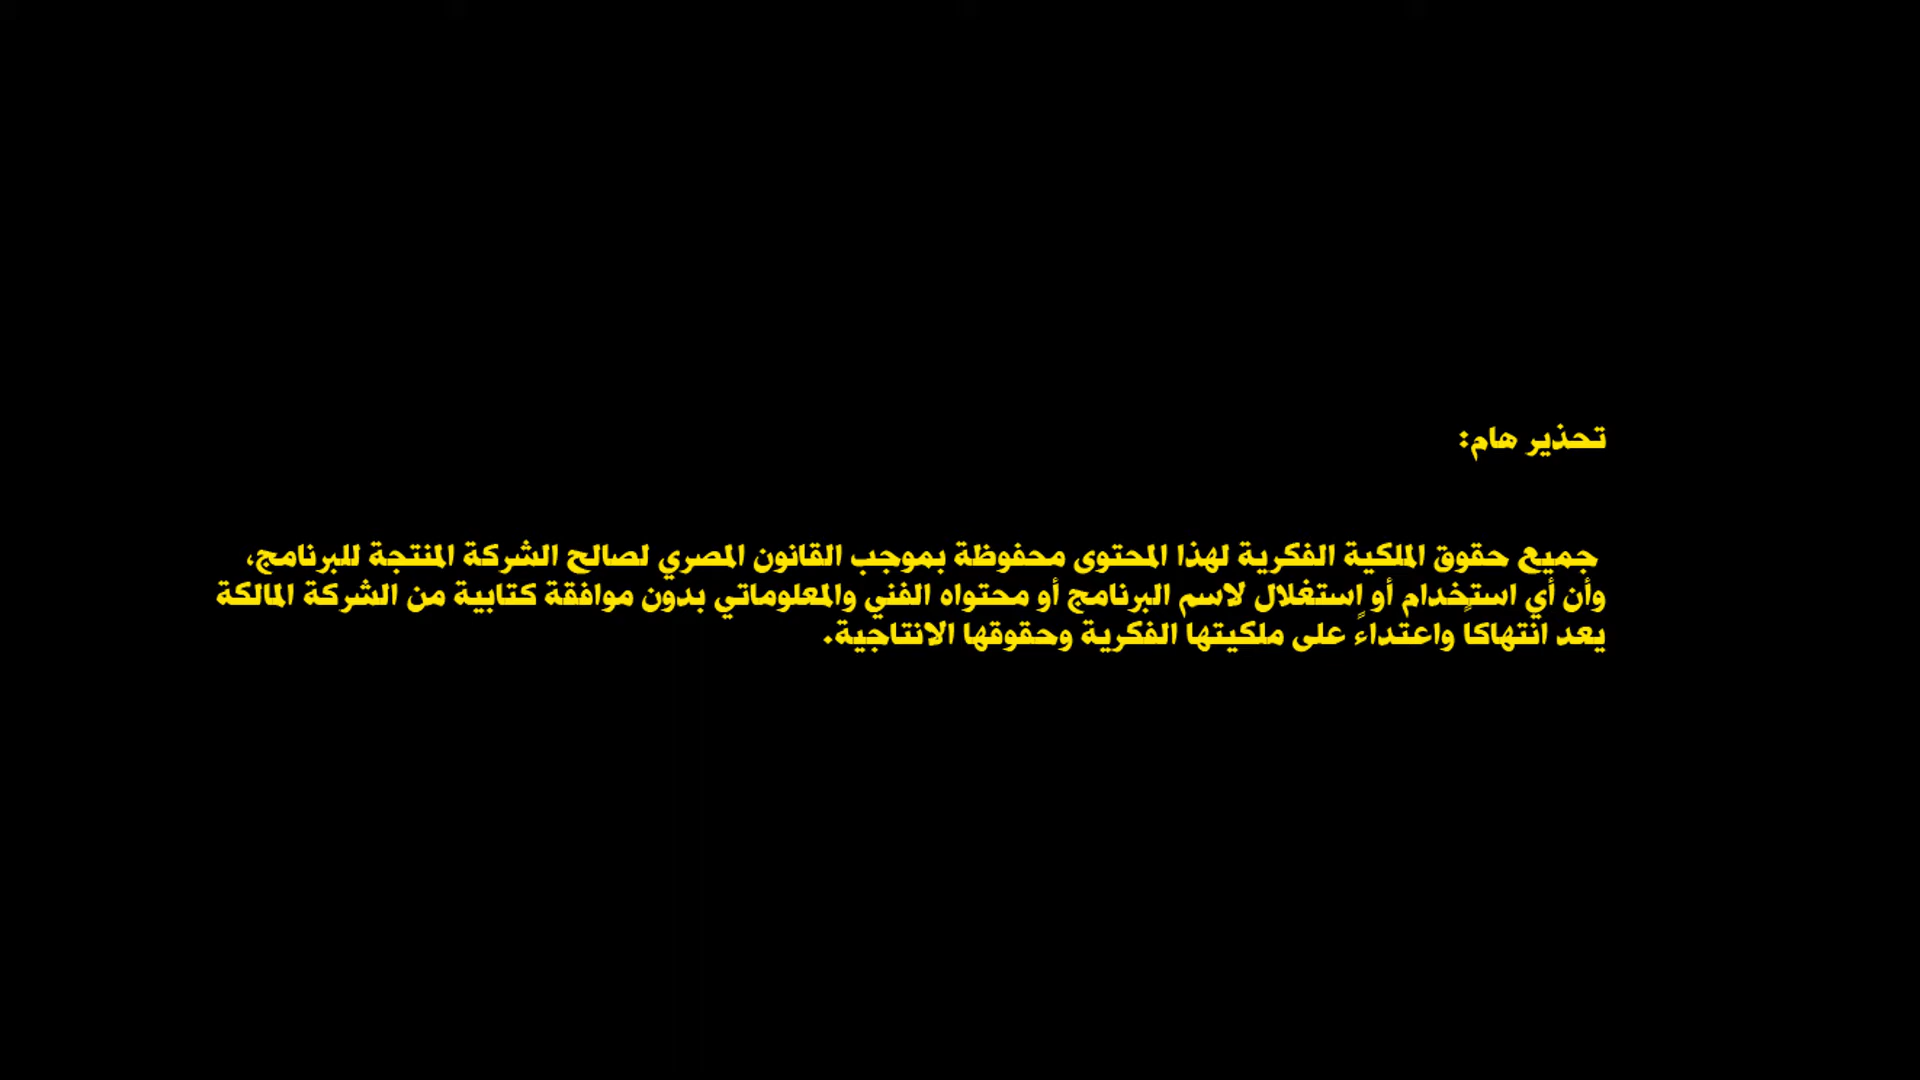 تحذير هام:
جميع حقوق الملكية الفكرية لهذا المحتوى محفوظة بموجب القانون المصري لصالح الشركة المنتجة للبرنامج،
وأن أي استخدام أو استغلال لاسم البرنامج أو محتواه الفني والمعلوماتي بدون موافقة كتابية من الشركة المالكة
يعد انتهاكاً واعتداءً على ملكيتها الفكرية وحقوقها الانتاجية.